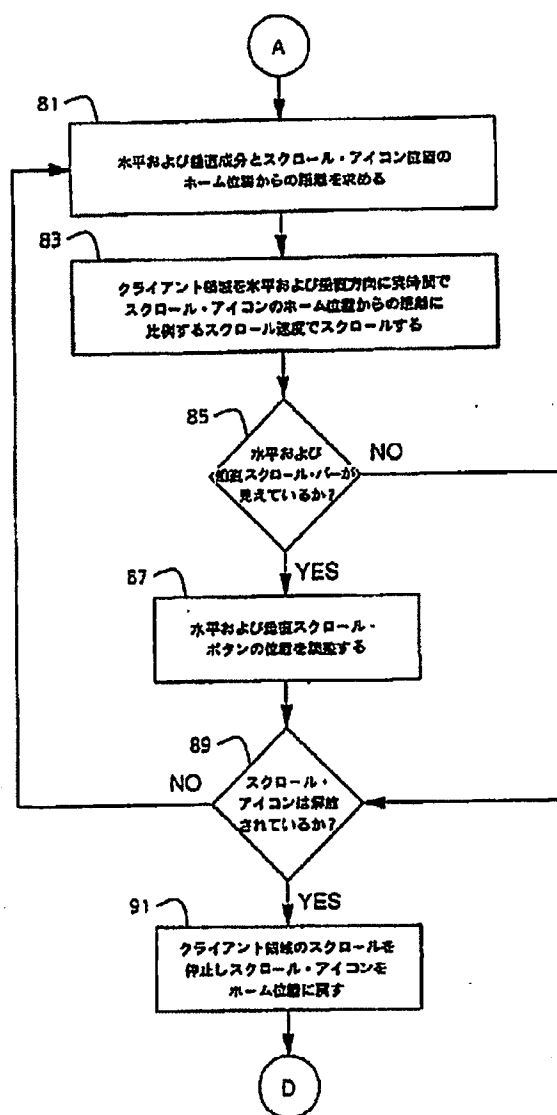 A
81
水平および垂直成分とスクロール・アイコン位置の
ホーム位置からの距離を求める
83
クライアント領域を水平および垂直方向に実時間で
スクロール・アイコンのホーム位置からの距離に
比例するスクロール速度でスクロールする
85
水平および
垂直スクロール・バーが
見えているか?
NO
YES
87
水平および垂直スクロール・
ボタンの位置を調整する
89
スクロール・
アイコンは解放
されているか?
NO
YES
91
クライアント領域のスクロールを
停止しスクロール・アイコンを
ホーム位置に戻す
D